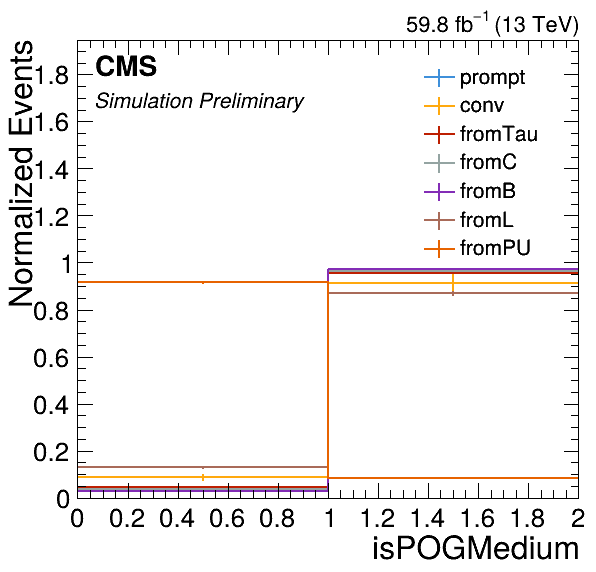 59.8 fb⁻¹ (13 TeV)
CMS
Simulation Preliminary
prompt
conv
fromTau
fromC
fromB
fromL
fromPU
Normalized Events
1.8
1.6
1.4
1.2
1
0.8
0.6
0.4
0.2
0
0 0.2 0.4 0.6 0.8 1 1.2 1.4 1.6 1.8 2
isPOGMedium